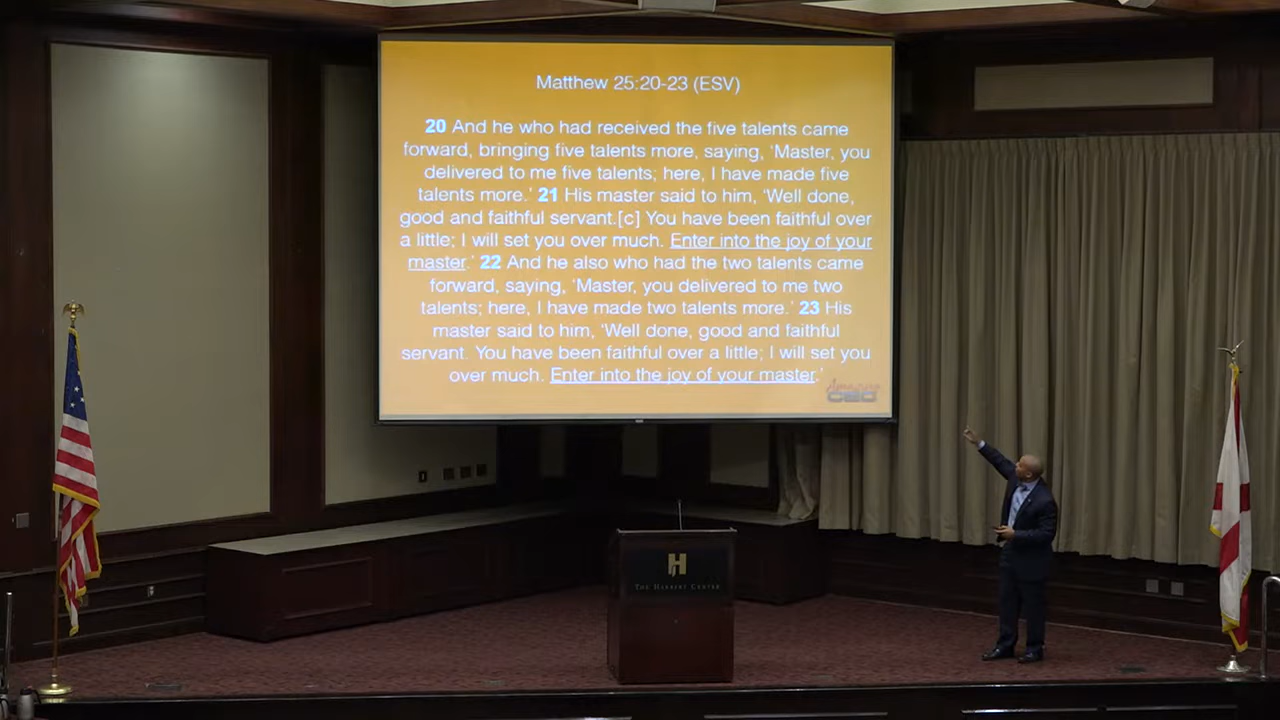 Matthew 25:20-23 (ESV)
20 And he who had received the five talents came
forward, bringing five talents more, saying, ‘Master, you
delivered to me five talents; here, I have made five
talents more.’ 21 His master said to him, ‘Well done,
good and faithful servant.[c] You have been faithful over
a little; I will set you over much. Enter into the joy of your
master.’ 22 And he also who had the two talents came
forward, saying, ‘Master, you delivered to me two
talents; here, I have made two talents more.’ 23 His
master said to him, ‘Well done, good and faithful
servant. You have been faithful over a little; I will set you
over much. Enter into the joy of your master.’
CEO
H
THE HARBERT CENTER